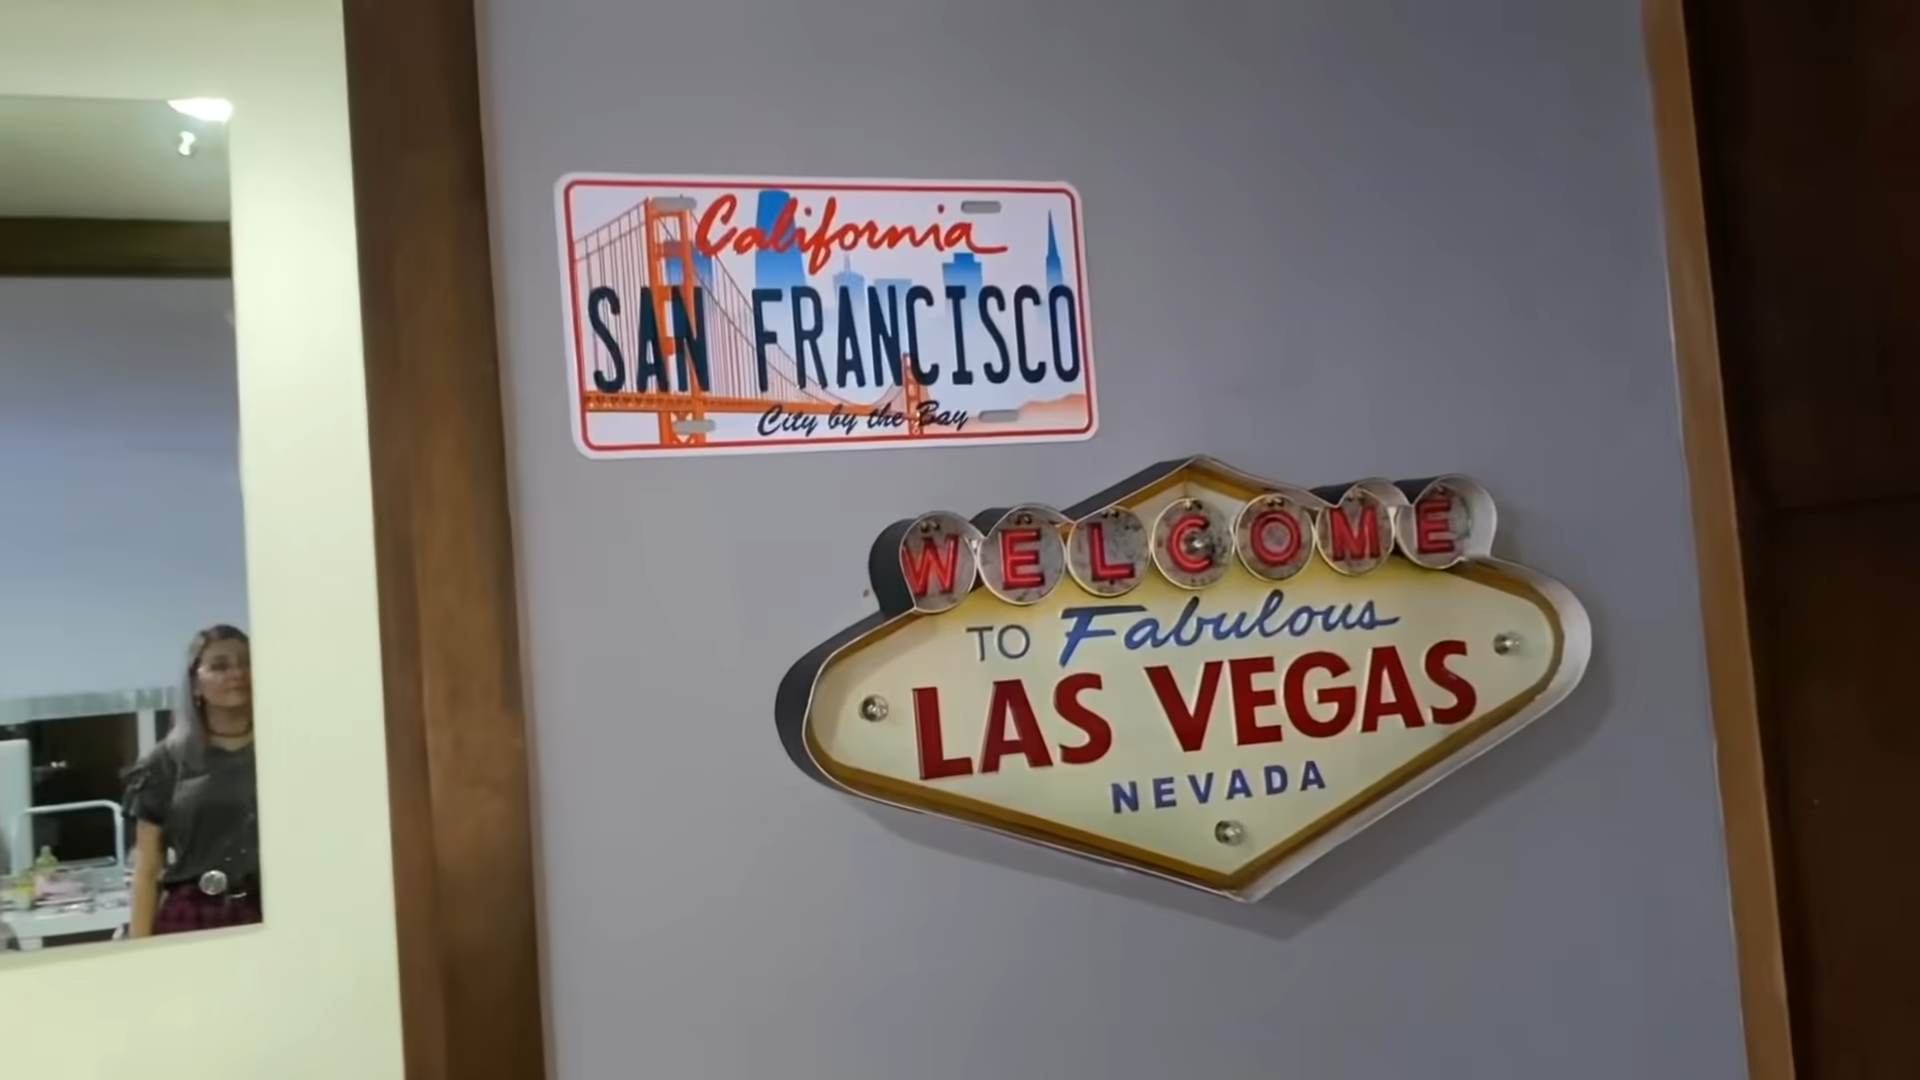 California
SAN FRANCISCO
City by the Bay
WELCOME
TO Fabulous
LAS VEGAS
NEVADA